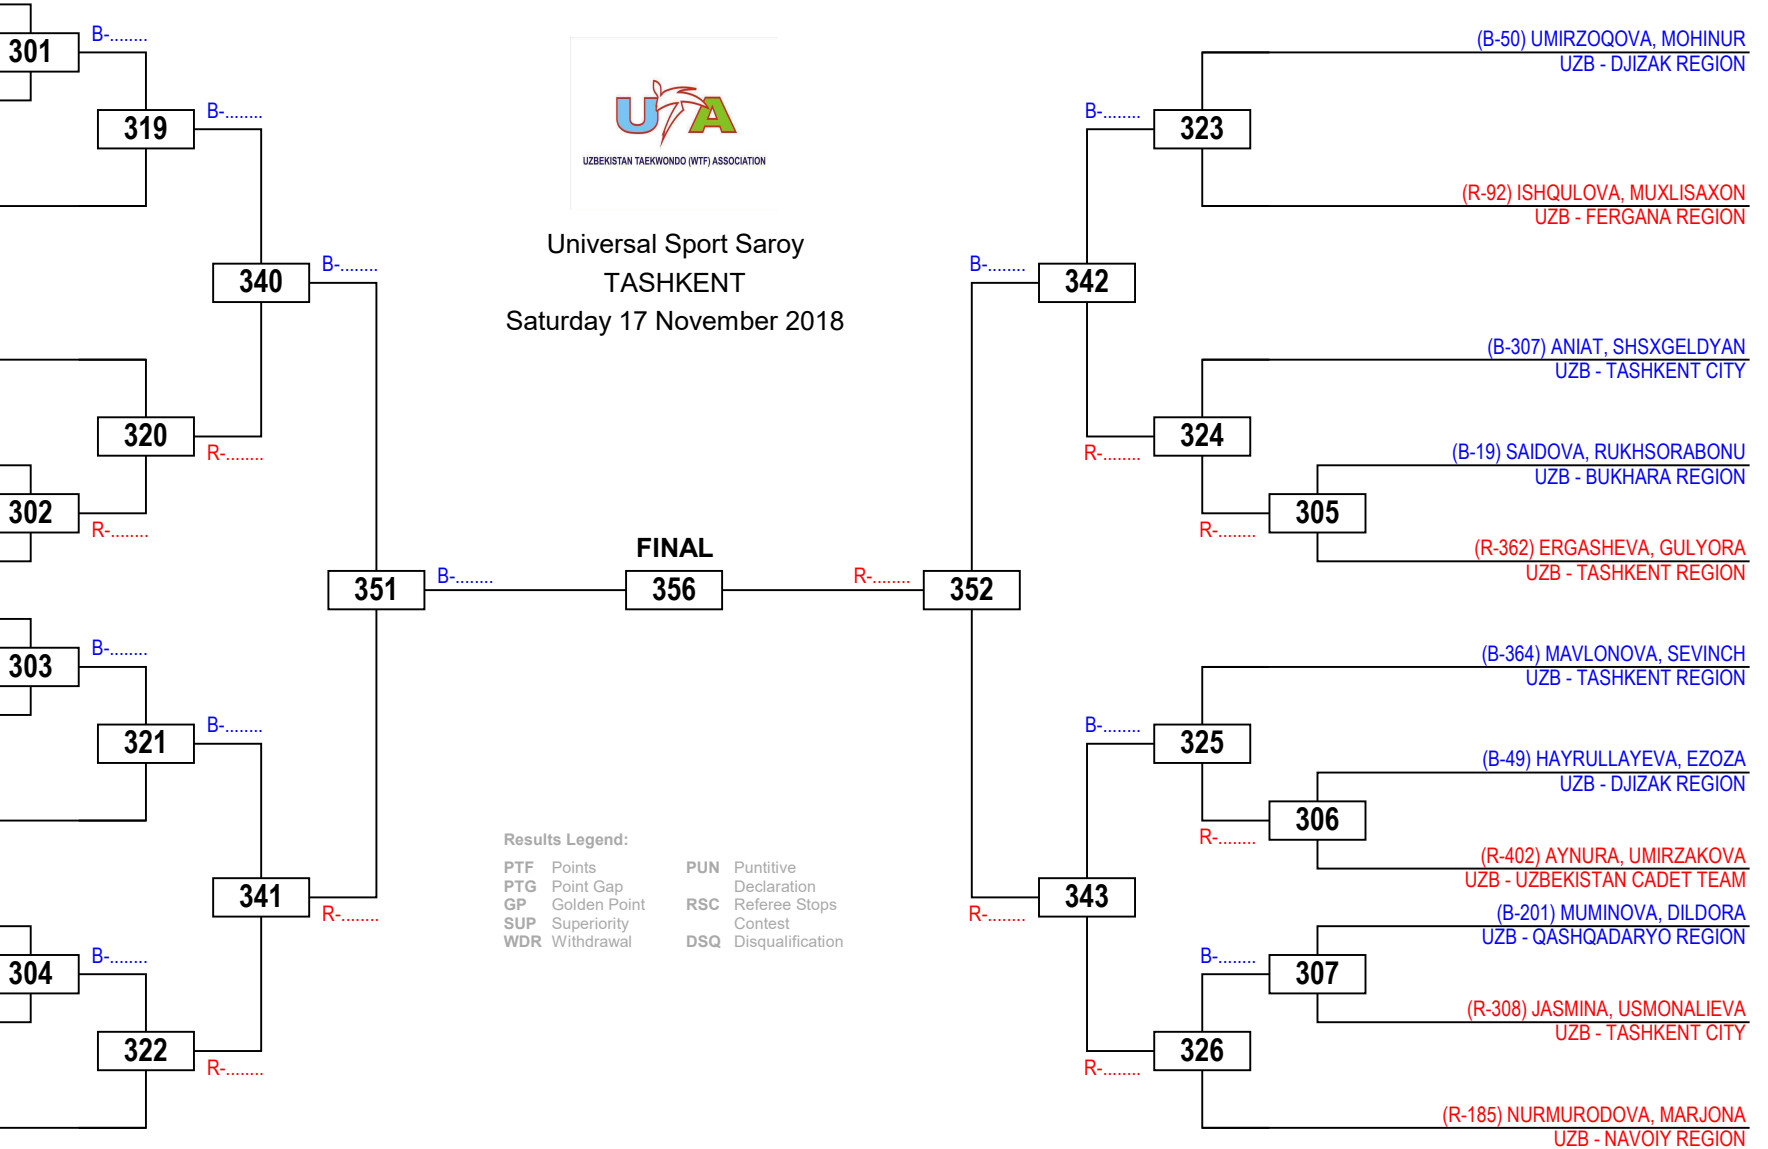 301
B-........
319
B-........
340
B-........
320
R-........
302
R-........
351
B-........
303
B-........
321
B-........
341
R-........
304
B-........
322
R-........
UTA
UZBEKISTAN TAEKWONDO (WTF) ASSOCIATION
Universal Sport Saroy
TASHKENT
Saturday 17 November 2018
FINAL
356
Results Legend:
PTF Points
PTG Point Gap
GP Golden Point
SUP Superiority
WDR Withdrawal
PUN Puntitive
Declaration
RSC Referee Stops
Contest
DSQ Disqualification
R-........
352
B-........
342
B-........
323
R-........
324
R-........
305
R-........
343
B-........
325
R-........
306
R-........
326
B-........
307
(B-50) UMIRZOQOVA, MOHINUR
UZB - DJIZAK REGION
(R-92) ISHQULOVA, MUXLISAXON
UZB - FERGANA REGION
(B-307) ANIAT, SHSXGELDYAN
UZB - TASHKENT CITY
(B-19) SAIDOVA, RUKHSORABONU
UZB - BUKHARA REGION
(R-362) ERGASHEVA, GULYORA
UZB - TASHKENT REGION
(B-364) MAVLONOVA, SEVINCH
UZB - TASHKENT REGION
(B-49) HAYRULLAYEVA, EZOZA
UZB - DJIZAK REGION
(R-402) AYNURA, UMIRZAKOVA
UZB - UZBEKISTAN CADET TEAM
(B-201) MUMINOVA, DILDORA
UZB - QASHQADARYO REGION
(R-308) JASMINA, USMONALIEVA
UZB - TASHKENT CITY
(R-185) NURMURODOVA, MARJONA
UZB - NAVOIY REGION